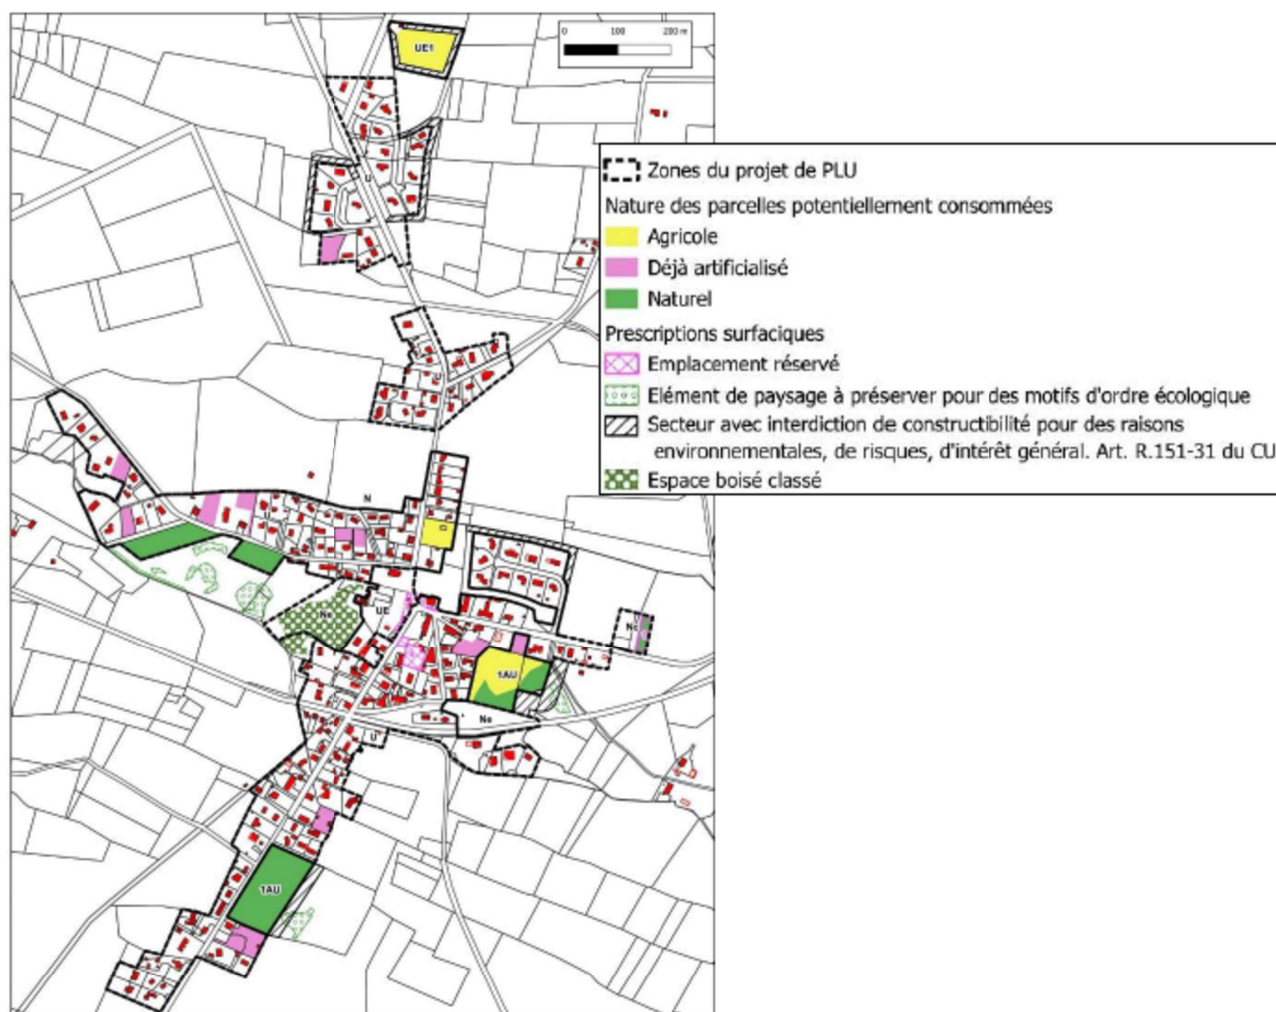 0 100 200 m
UE1
U
U
N
U
UE
Ne
Ne
1AU
Ne
U
1AU
Zones du projet de PLU
Nature des parcelles potentiellement consommées
Agricole
Déjà artificialisé
Naturel
Prescriptions surfaciques
Emplacement réservé
Elément de paysage à préserver pour des motifs d'ordre écologique
Secteur avec interdiction de constructibilité pour des raisons
environnementales, de risques, d'intérêt général. Art. R.151-31 du CU
Espace boisé classé